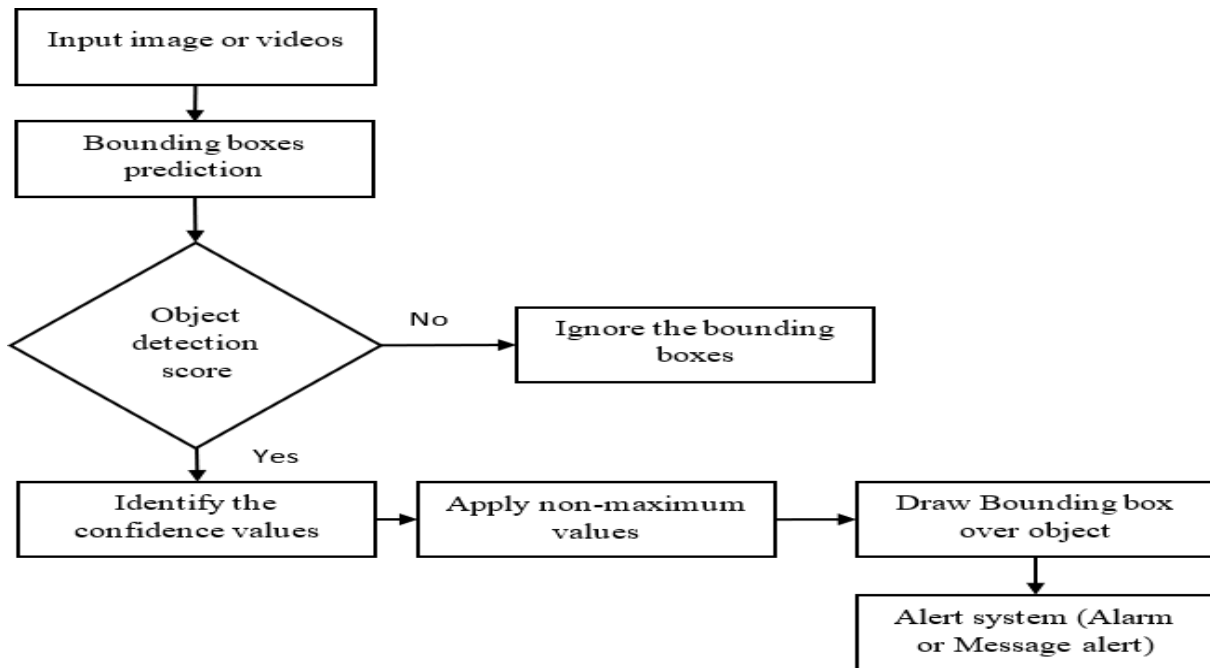 Input image or videos
Bounding boxes
prediction
Object
detection
score
No
Ignore the bounding
boxes
Yes
Identify the
confidence values
Apply non-maximum
values
Draw Bounding box
over object
Alert system (Alarm
or Message alert)